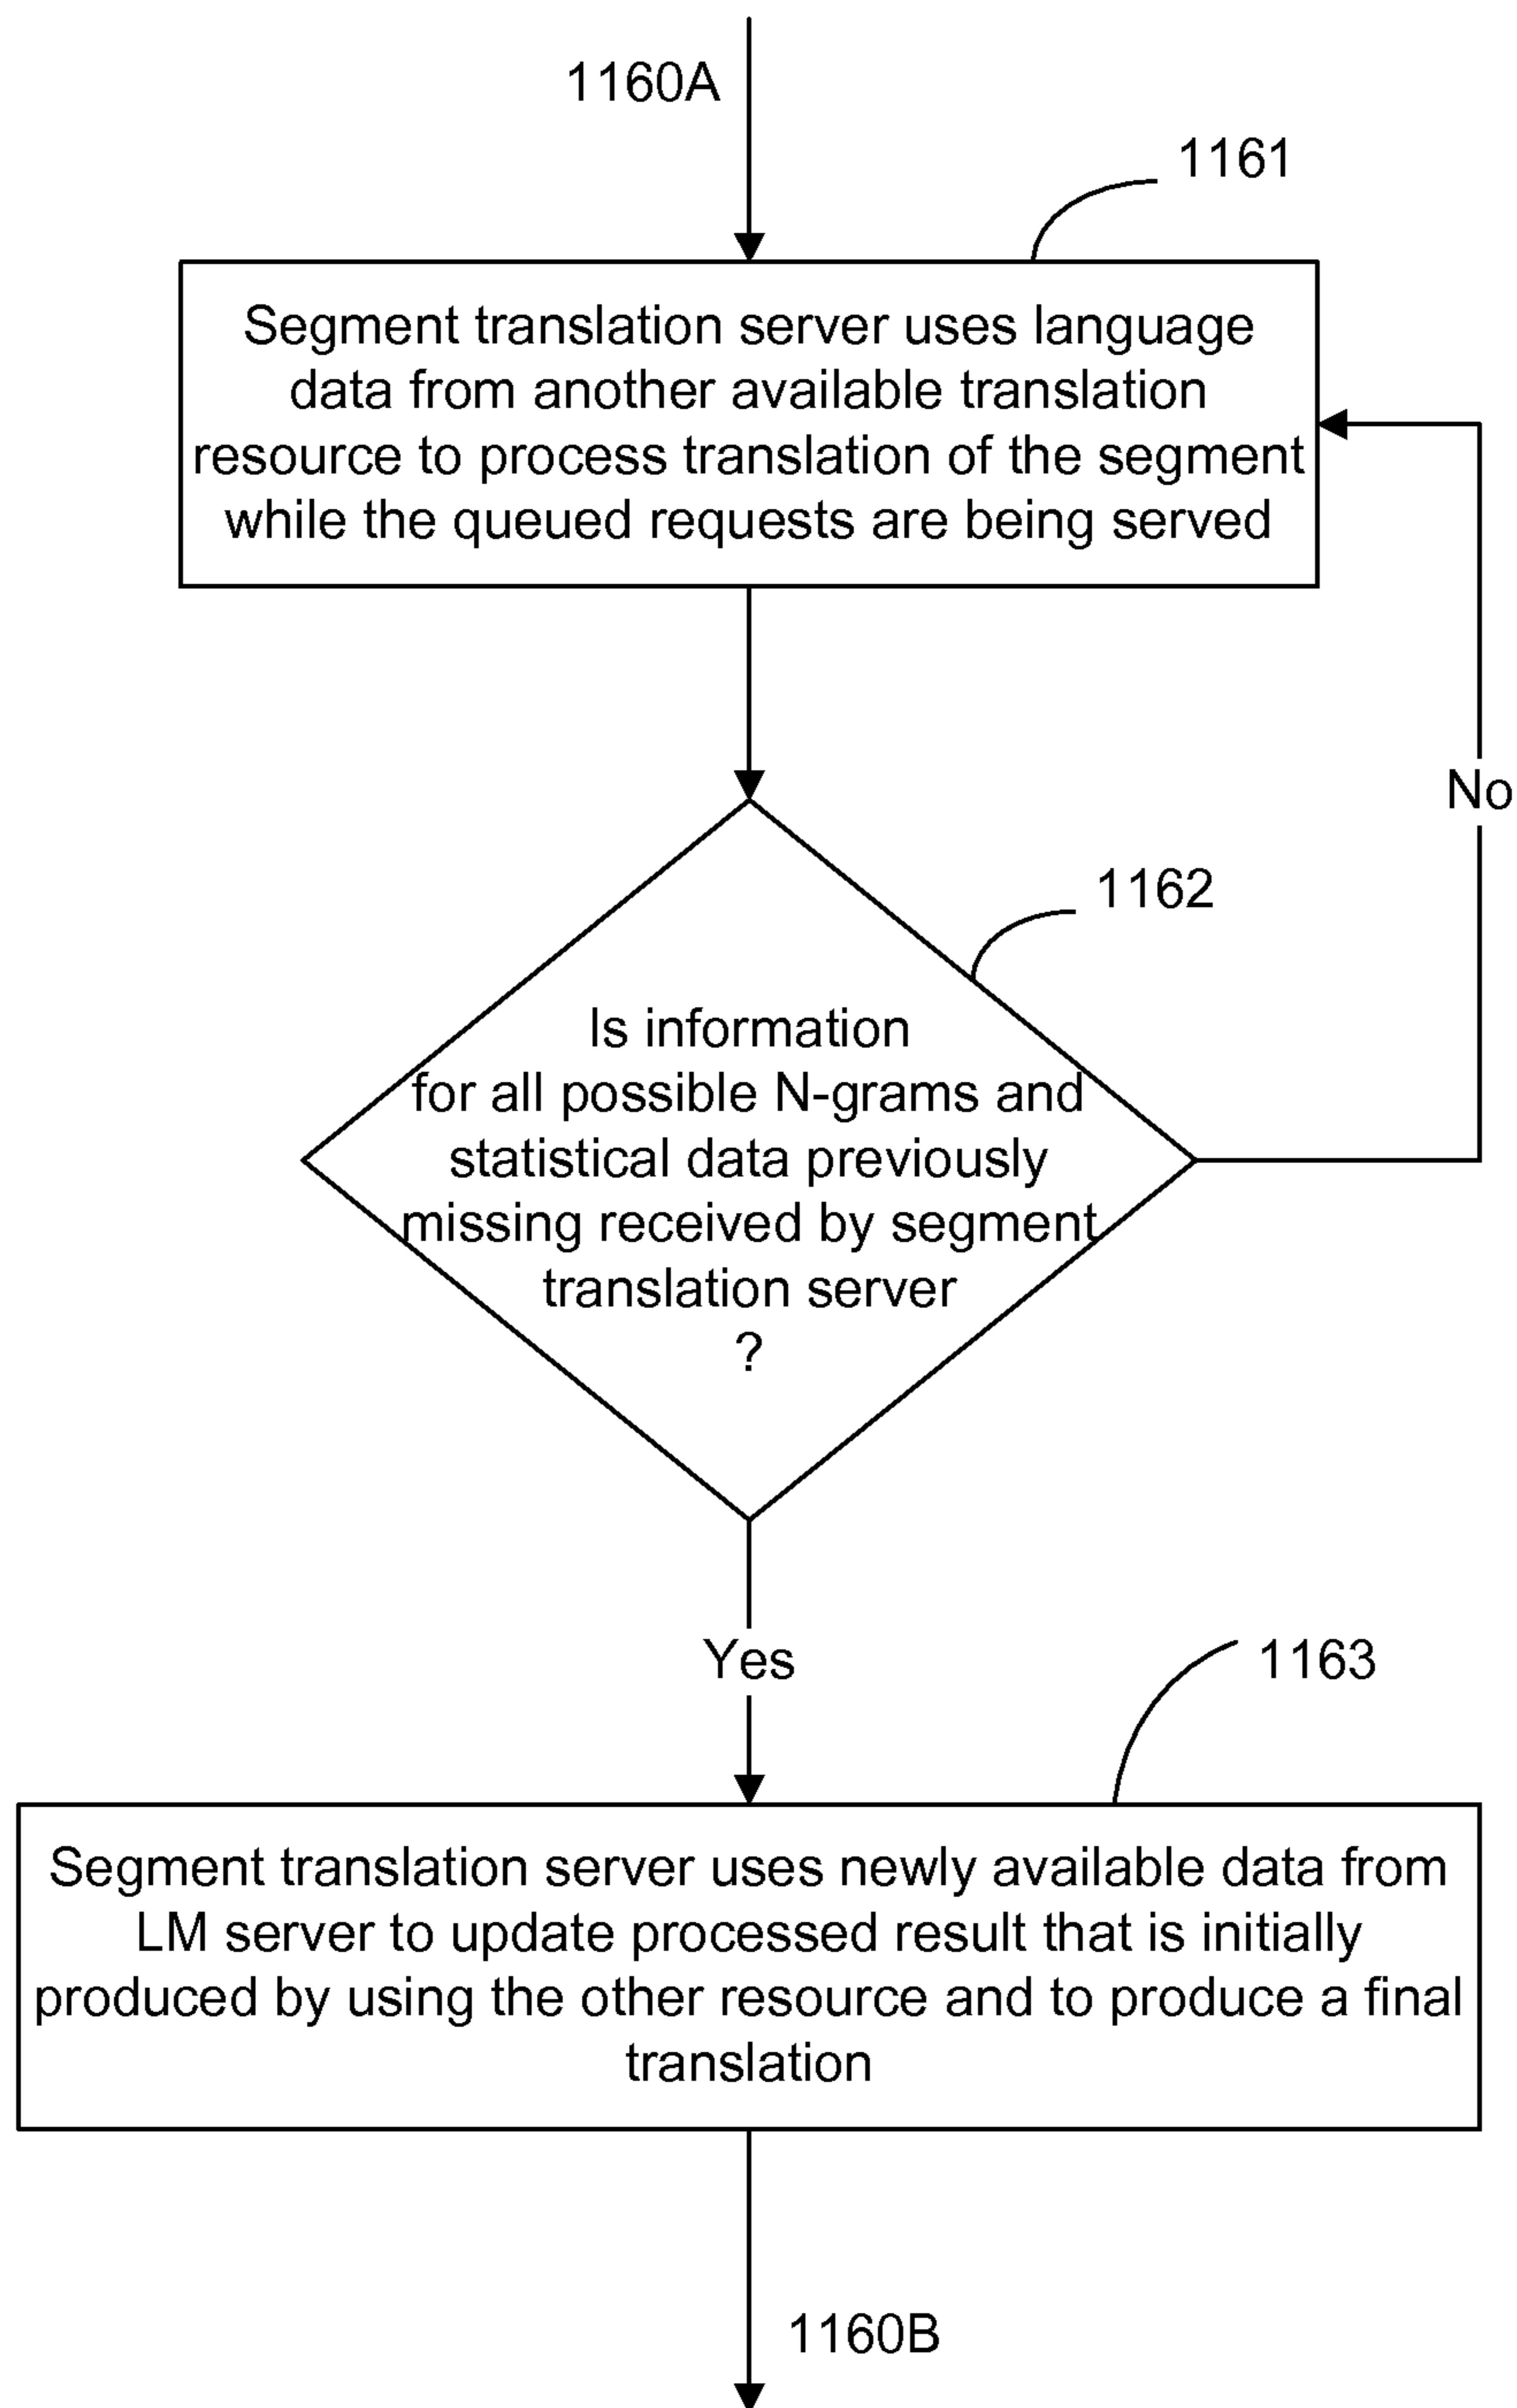 1160A
1161
Segment translation server uses language
data from another available translation
resource to process translation of the segment
while the queued requests are being served
No
1162
Is information
for all possible N-grams and
statistical data previously
missing received by segment
translation server
?
Yes
1163
Segment translation server uses newly available data from
LM server to update processed result that is initially
produced by using the other resource and to produce a final
translation
1160B